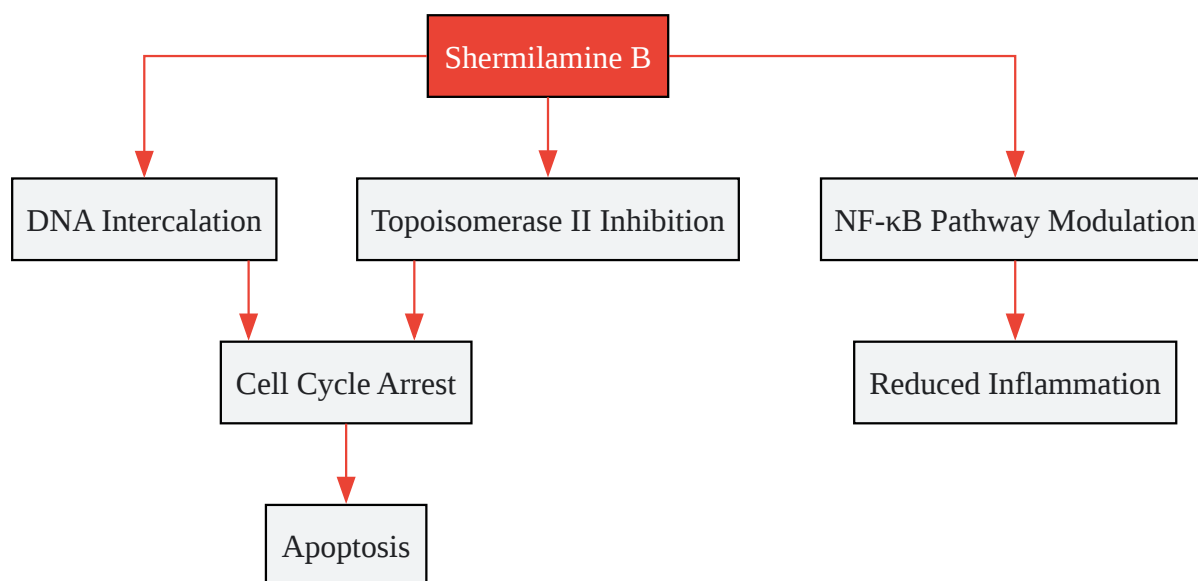 Shermilamine B
DNA Intercalation
Topoisomerase II Inhibition
NF-κB Pathway Modulation
Cell Cycle Arrest
Reduced Inflammation
Apoptosis